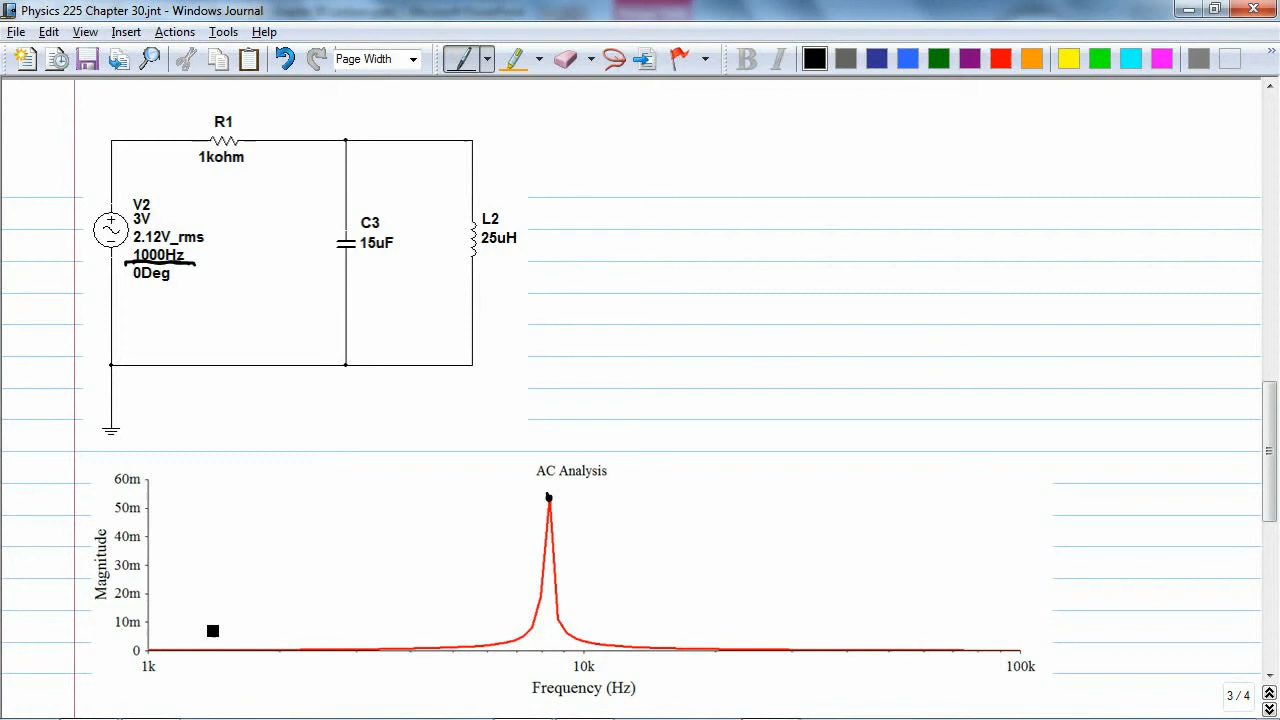 Physics 225 Chapter 30.jnt - Windows Journal
File Edit View Insert Actions Tools Help
Page Width
B I
R1
1kohm
V2
3V
2.12V_rms
1000Hz
0Deg
C3
15uF
L2
25uH
AC Analysis
60m
50m
40m
30m
20m
10m
0
Magnitude
1k 10k 100k
Frequency (Hz)
3 / 4